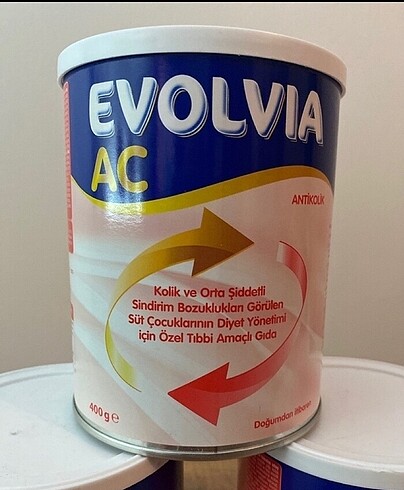 EVOLVIA
AC
ANTİKOLİK
Kolik ve Orta Şiddetli
Sindirim Bozuklukları Görülen
Süt Çocuklarının Diyet Yönetimi
için Özel Tıbbi Amaçlı Gıda
400 g e
Doğumdan itibaren